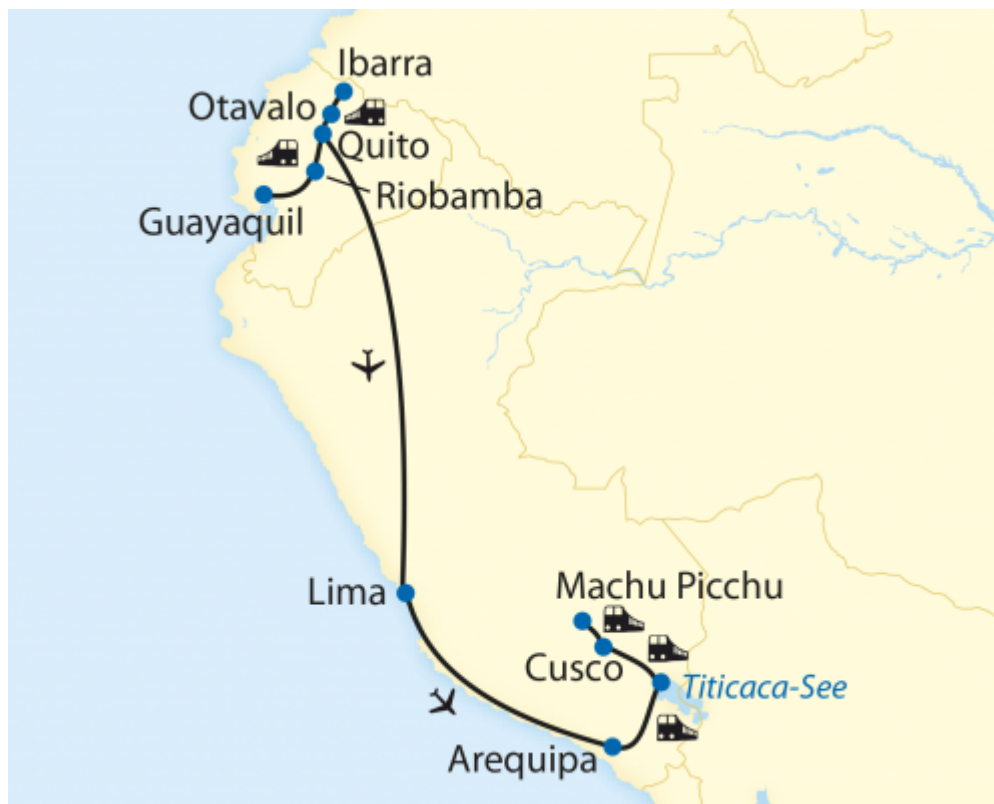 Ibarra
Otavalo
Quito
Riobamba
Guayaquil
Lima
Machu Picchu
Cusco
Titicaca-See
Arequipa